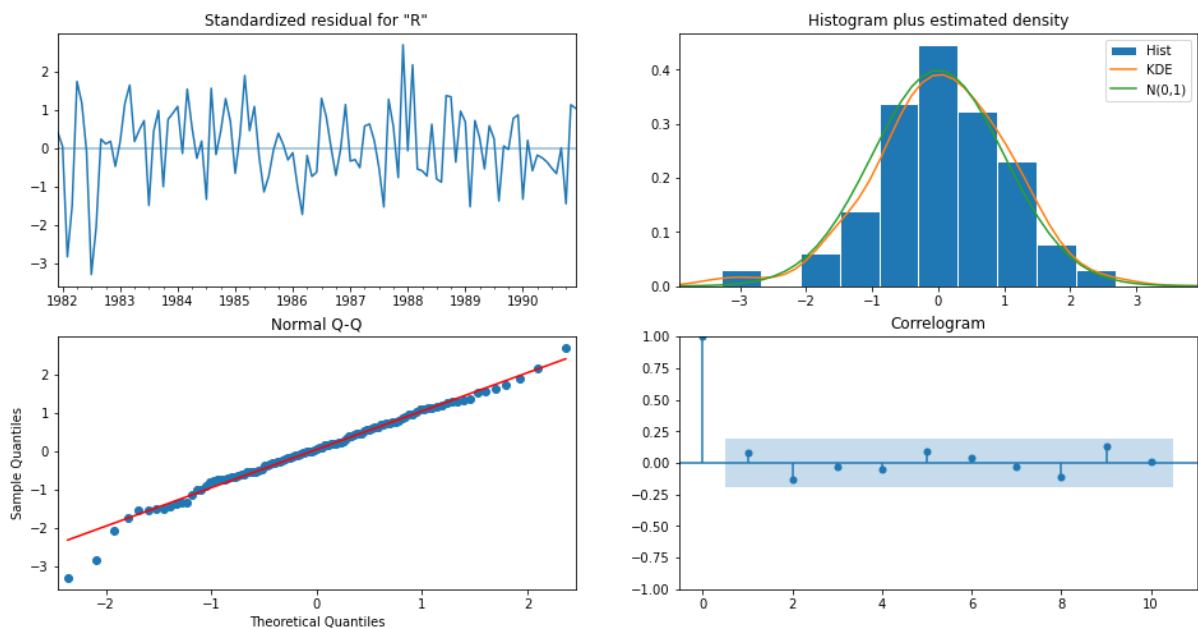 Standardized residual for "R"
2
1
0
−1
−2
−3
1982 1983 1984 1985 1986 1987 1988 1989 1990
Histogram plus estimated density
Hist
KDE
N(0,1)
0.4
0.3
0.2
0.1
0.0
−3 −2 −1 0 1 2 3
Normal Q-Q
Sample Quantiles
2
1
0
−1
−2
−3
−2 −1 0 1 2
Theoretical Quantiles
Correlogram
1.00
0.75
0.50
0.25
0.00
−0.25
−0.50
−0.75
−1.00
0 2 4 6 8 10